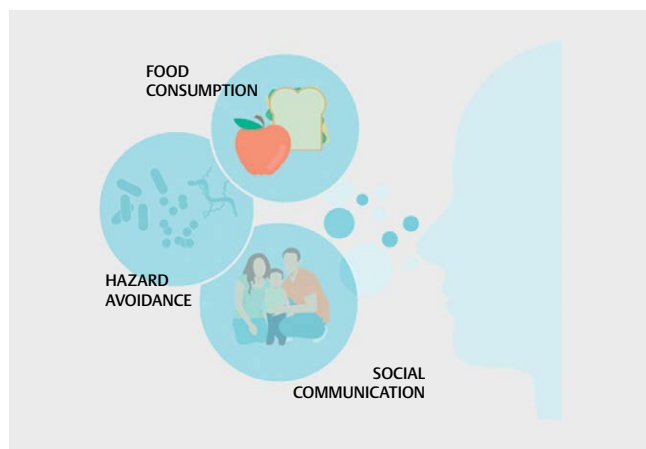 FOOD
CONSUMPTION
HAZARD
AVOIDANCE
SOCIAL
COMMUNICATION